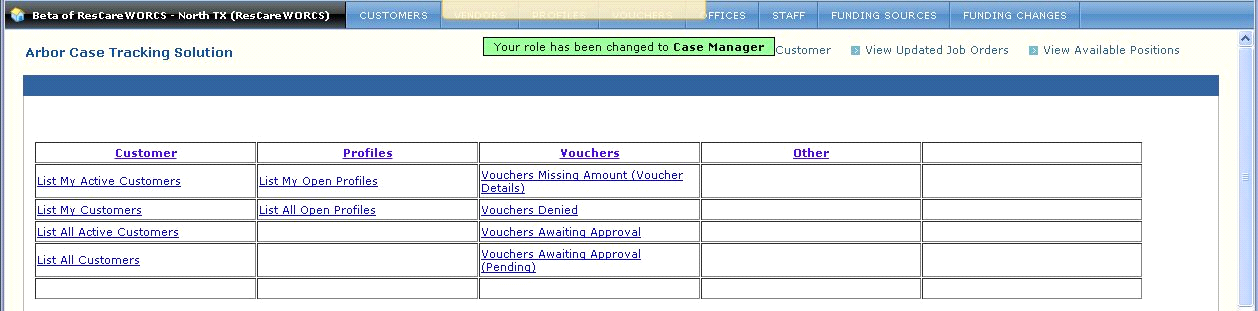 Beta of ResCareWORCS - North TX (ResCareWORCS) CUSTOMERS VENDORS PROFILES VOUCHERS OFFICES STAFF FUNDING SOURCES FUNDING CHANGES
Arbor Case Tracking Solution
Your role has been changed to Case Manager
Customer View Updated Job Orders View Available Positions
Customer Profiles Vouchers Other
List My Active Customers List My Open Profiles Vouchers Missing Amount (Voucher
Details)
List My Customers List All Open Profiles Vouchers Denied
List All Active Customers Vouchers Awaiting Approval
List All Customers Vouchers Awaiting Approval
(Pending)